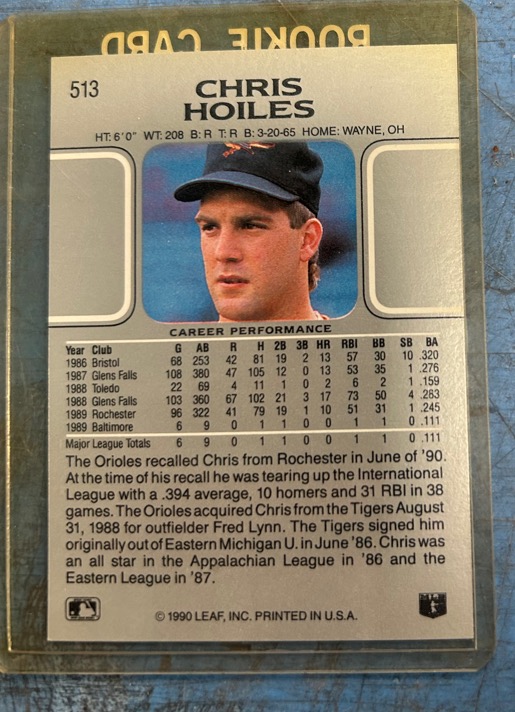 ROOKIE CARD
513
CHRIS
HOILES
HT: 6'0" WT: 208 B: R T: R B: 3-20-65 HOME: WAYNE, OH
CAREER PERFORMANCE
Year Club G AB R H 2B 3B HR RBI BB SB BA
1986 Bristol 68 253 42 81 19 2 13 57 30 10 .320
1987 Glens Falls 108 380 47 105 12 0 13 53 35 1 .276
1988 Toledo 22 69 4 11 1 0 2 6 2 1 .159
1988 Glens Falls 103 360 67 102 21 3 17 73 50 4 .263
1989 Rochester 96 322 41 79 19 1 10 51 31 1 .245
1989 Baltimore 6 9 0 1 1 0 0 1 1 0 .111
Major League Totals 6 9 0 1 1 0 0 1 1 0 .111
The Orioles recalled Chris from Rochester in June of '90.
At the time of his recall he was tearing up the International
League with a .394 average, 10 homers and 31 RBI in 38
games. The Orioles acquired Chris from the Tigers August
31, 1988 for outfielder Fred Lynn. The Tigers signed him
originally out of Eastern Michigan U. in June '86. Chris was
an all star in the Appalachian League in '86 and the
Eastern League in '87.
© 1990 LEAF, INC. PRINTED IN U.S.A.